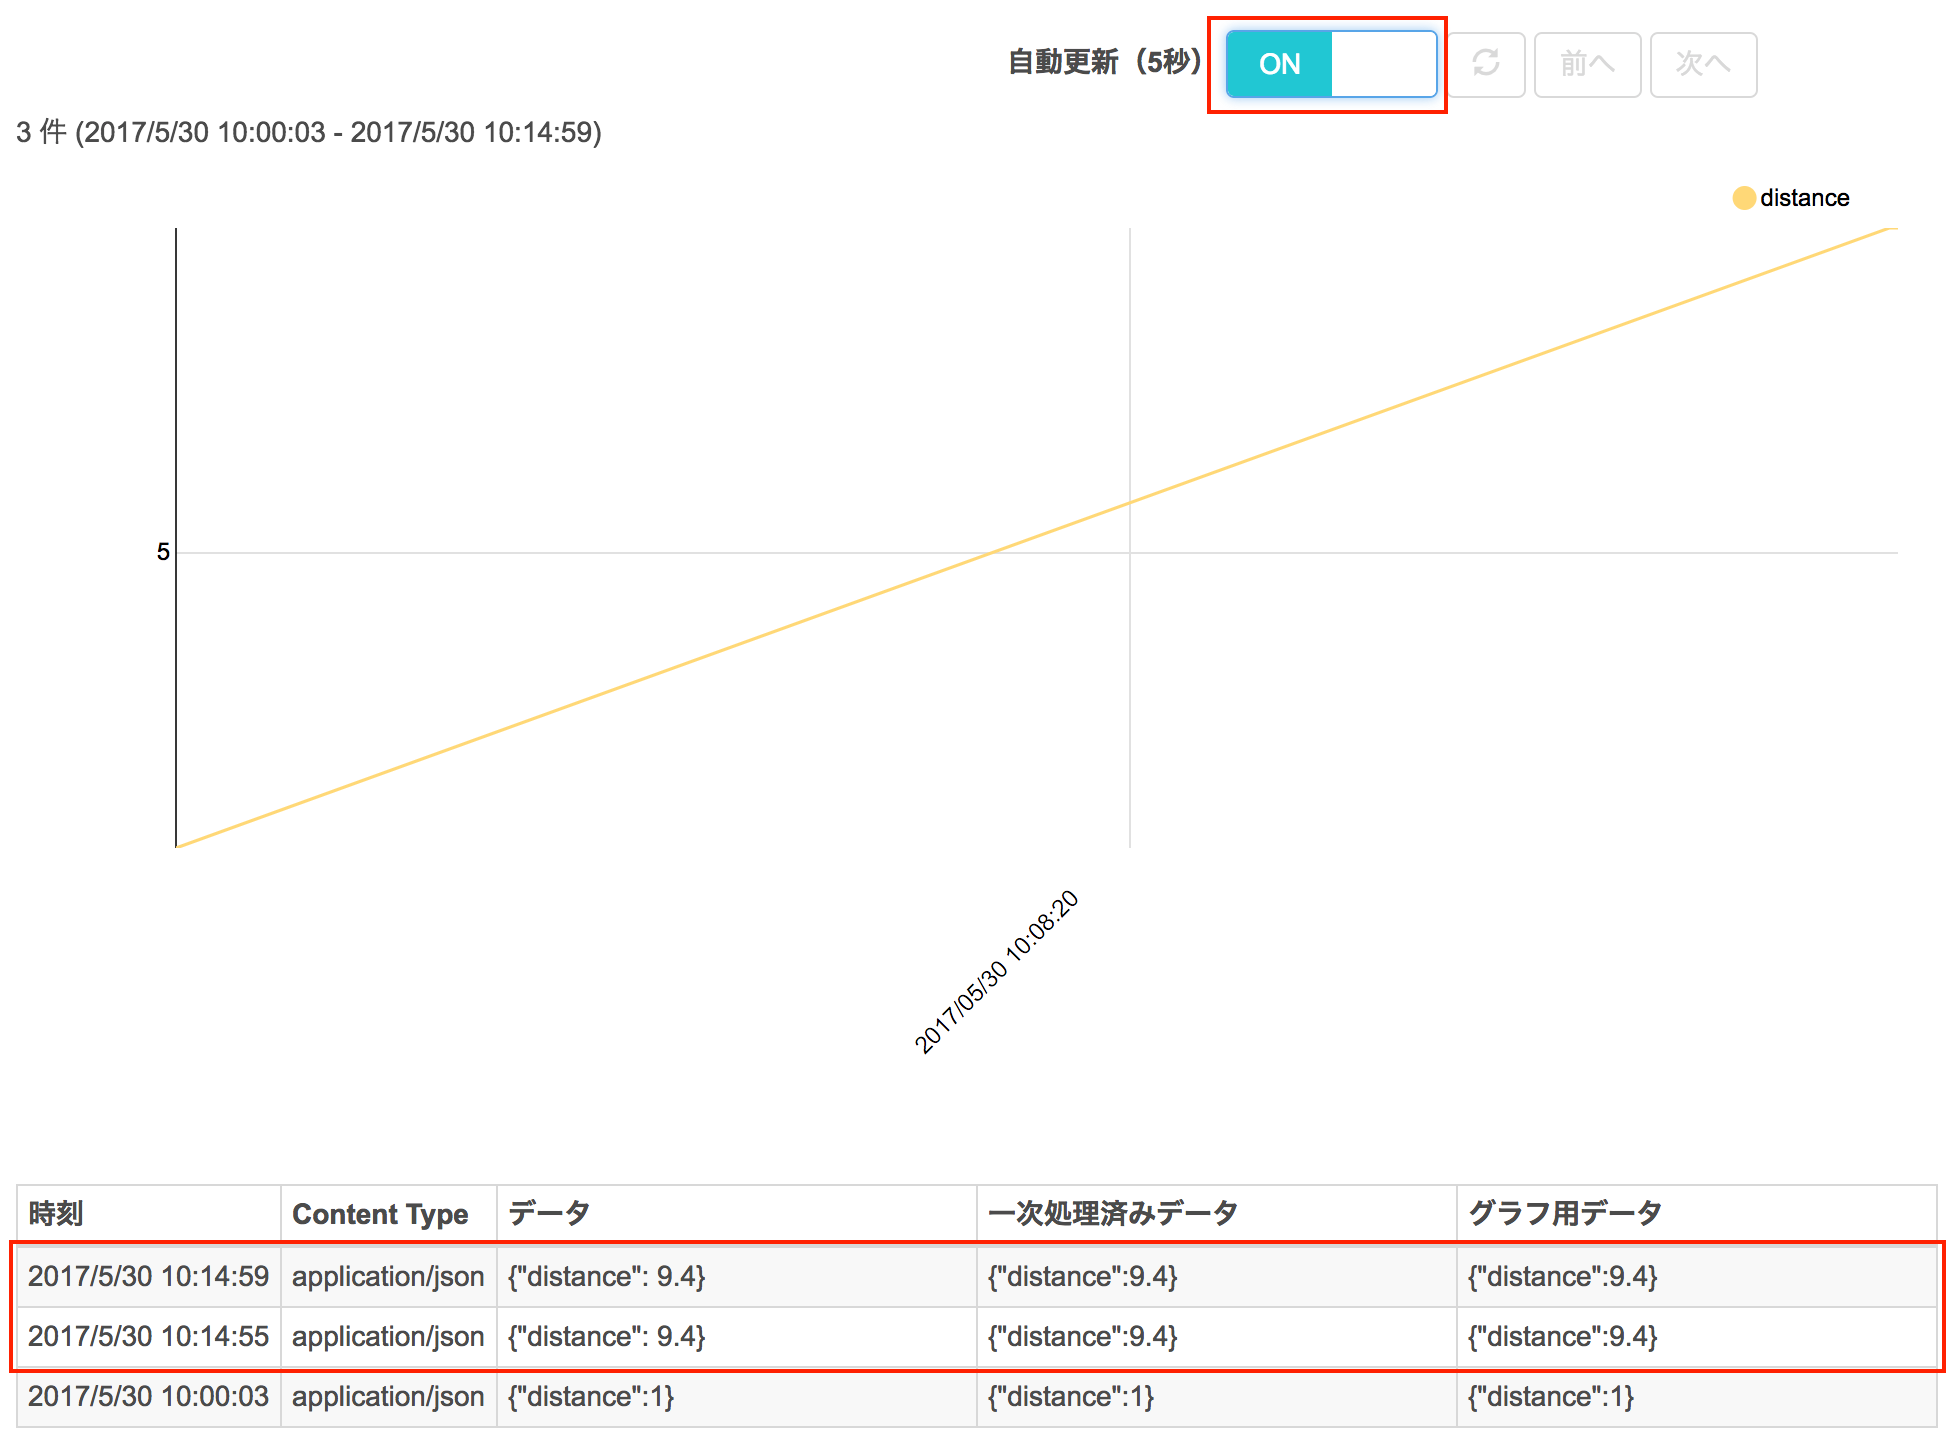 自動更新（5秒） ON 前へ 次へ
3 件 (2017/5/30 10:00:03 - 2017/5/30 10:14:59)
distance
5
2017/05/30 10:08:20
時刻 Content Type データ 一次処理済みデータ グラフ用データ
2017/5/30 10:14:59 application/json {"distance": 9.4} {"distance":9.4} {"distance":9.4}
2017/5/30 10:14:55 application/json {"distance": 9.4} {"distance":9.4} {"distance":9.4}
2017/5/30 10:00:03 application/json {"distance":1} {"distance":1} {"distance":1}